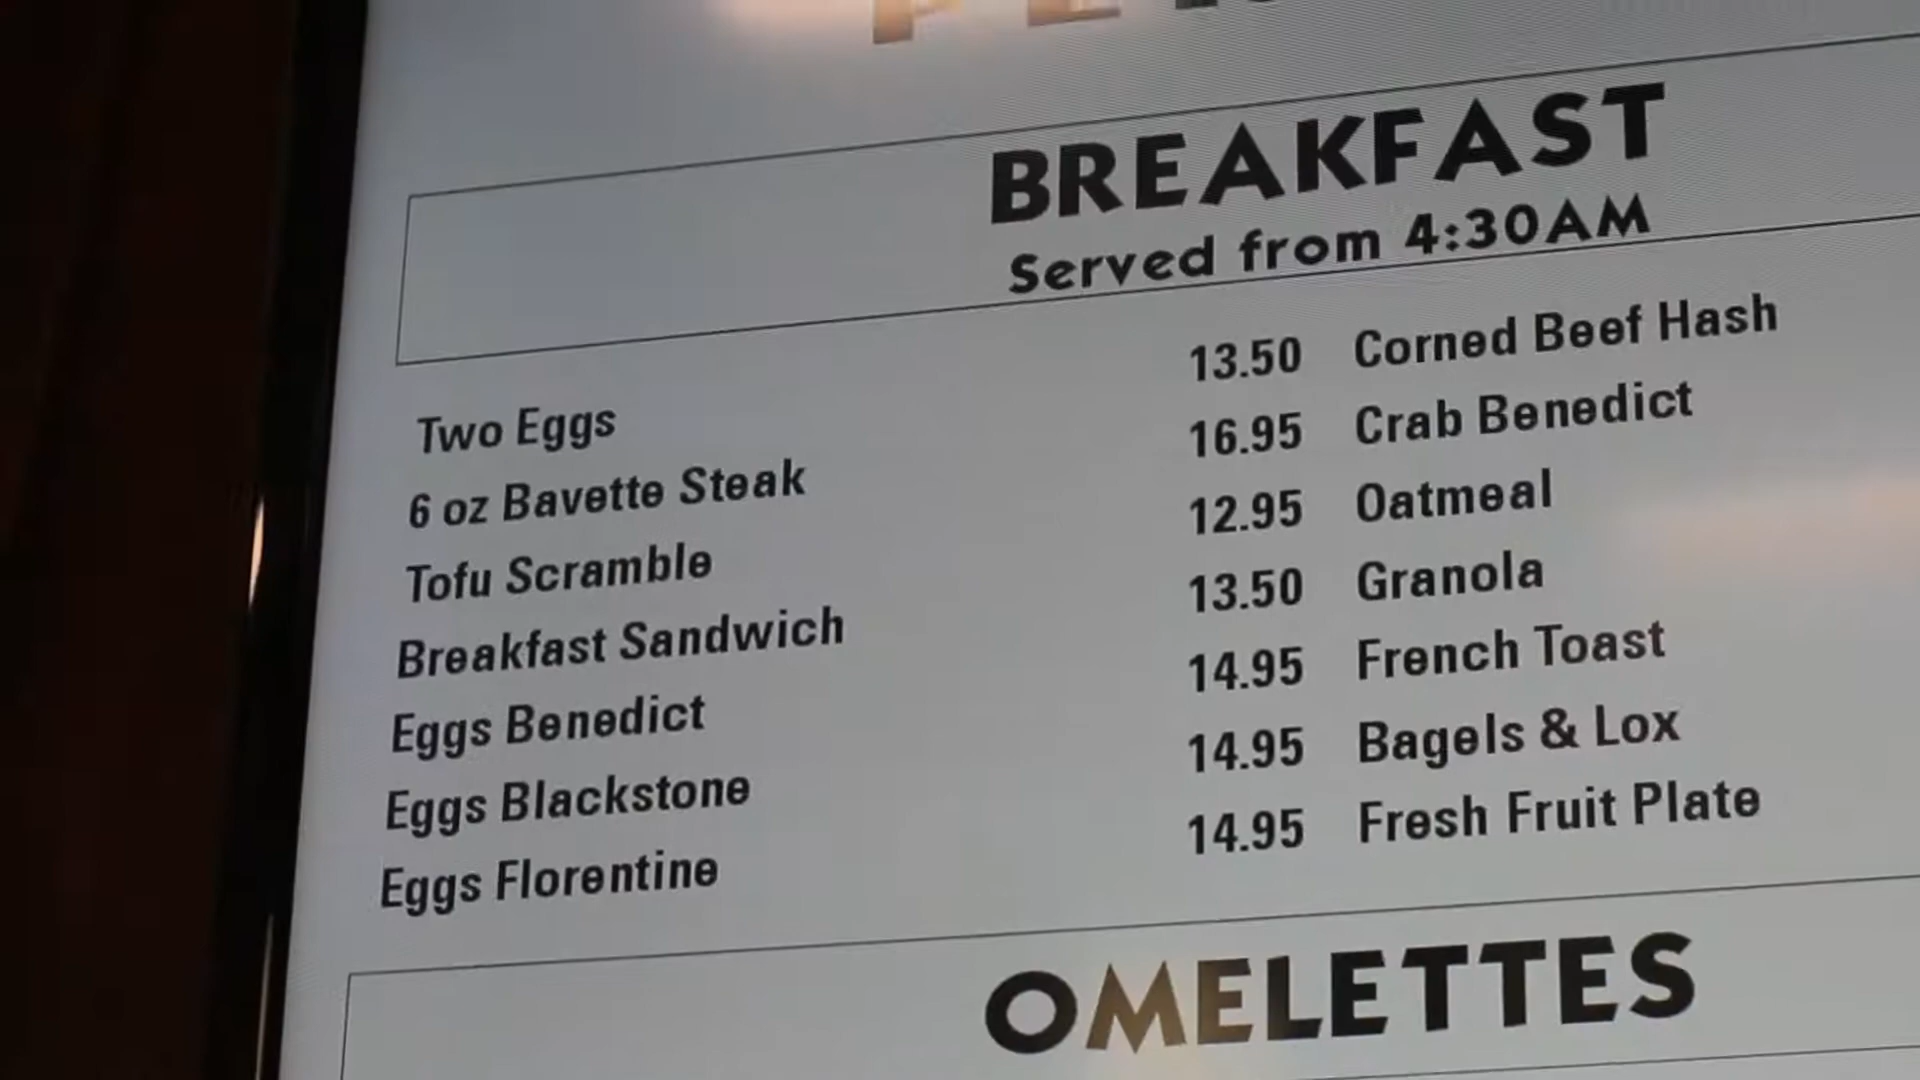 BREAKFAST
Served from 4:30AM
Two Eggs 13.50
6 oz Bavette Steak 16.95
Tofu Scramble 12.95
Breakfast Sandwich 13.50
Eggs Benedict 14.95
Eggs Blackstone 14.95
Eggs Florentine 14.95
Corned Beef Hash
Crab Benedict
Oatmeal
Granola
French Toast
Bagels & Lox
Fresh Fruit Plate
OMELETTES